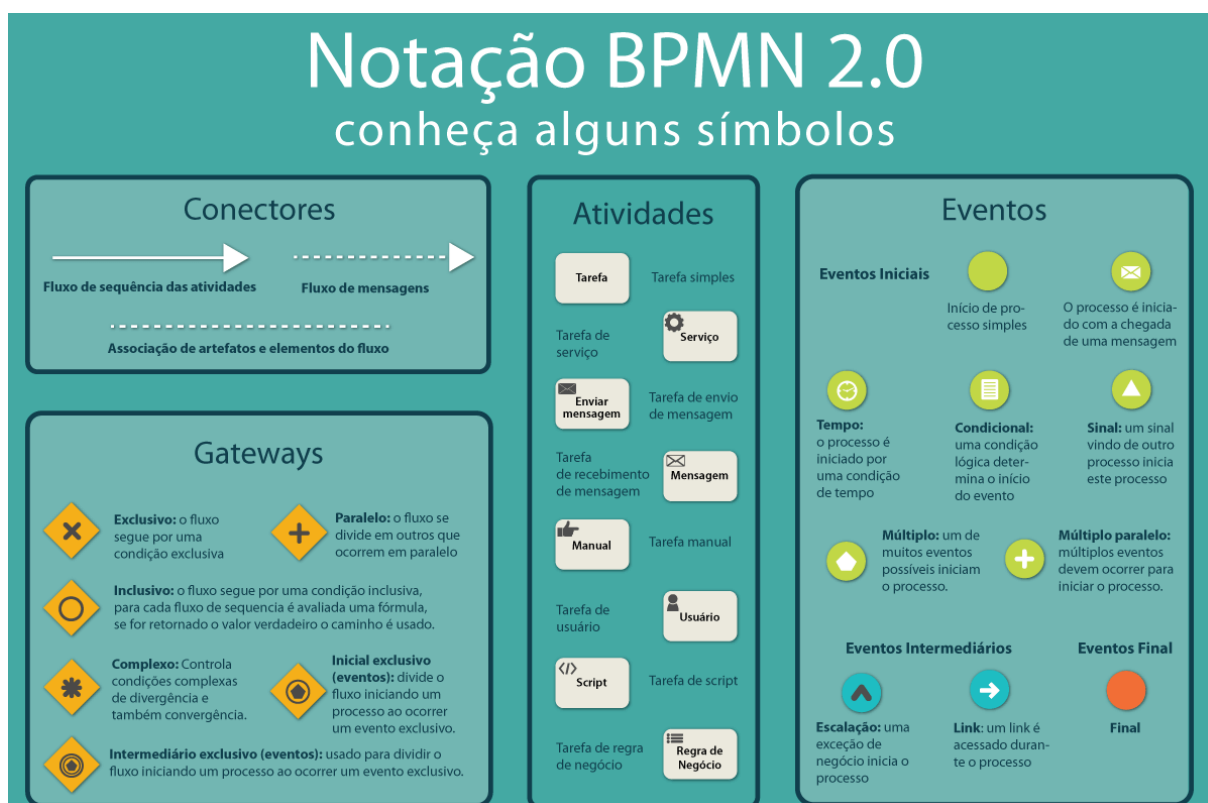 Notação BPMN 2.0
conheça alguns símbolos
Conectores
Fluxo de sequência das atividades
Fluxo de mensagens
Associação de artefatos e elementos do fluxo
Gateways
Exclusivo: o fluxo
segue por uma
condição exclusiva
Paralelo: o fluxo se
divide em outros que
ocorrem em paralelo
Inclusivo: o fluxo segue por uma condição inclusiva,
para cada fluxo de sequencia é avaliada uma fórmula,
se for retornado o valor verdadeiro o caminho é usado.
Complexo: Controla
condições complexas
de divergência e
também convergência.
Inicial exclusivo
(eventos): divide o
fluxo iniciando um
processo ao ocorrer
um evento exclusivo.
Intermediário exclusivo (eventos): usado para dividir o
fluxo iniciando um processo ao ocorrer um evento exclusivo.
Atividades
Tarefa
Tarefa simples
Tarefa de
serviço
Serviço
Enviar
mensagem
Tarefa de envio
de mensagem
Tarefa
de recebimento
de mensagem
Mensagem
Manual
Tarefa manual
Tarefa de
usuário
Usuário
Script
Tarefa de script
Tarefa de regra
de negócio
Regra de
Negócio
Eventos
Eventos Iniciais
Início de pro-
cesso simples
O processo é inicia-
do com a chegada
de uma mensagem
Tempo:
o processo é
iniciado por
uma condição
de tempo
Condicional:
uma condição
lógica deter-
mina o início
do evento
Sinal: um sinal
vindo de outro
processo inicia
este processo
Múltiplo: um de
muitos eventos
possíveis iniciam
o processo.
Múltiplo paralelo:
múltiplos eventos
devem ocorrer para
iniciar o processo.
Eventos Intermediários
Escalação: uma
exceção de
negócio inicia o
processo
Link: um link é
acessado duran-
te o processo
Eventos Final
Final